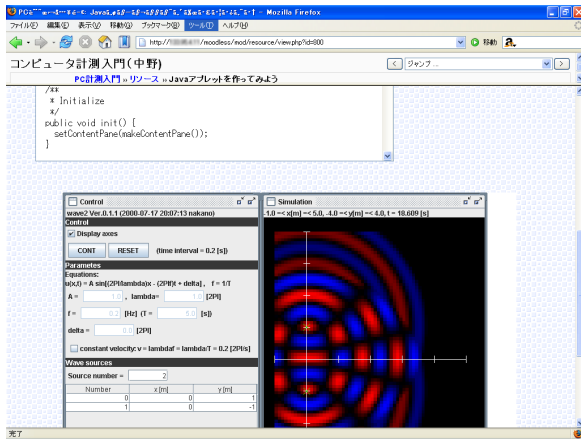 Mozilla Firefox
ファイル(F) 編集(E) 表示(V) 移動(G) ブックマーク(B) ツール(T) ヘルプ(H)
http:// /moodless/mod/resource/view.php?id=800 移動
コンピュータ計測入門(中野) ジャンプ...
PC計測入門 » リソース » Javaアプレットを作ってみよう
/**
* Initialize
*/
public void init() {
setContentPane(makeContentPane());
}
Control
wave2 Ver.0.1.1 (2000-07-17 20:07:13 nakano)
Control
Display axes
CONT RESET (time interval = 0.2 [s])
Parametes
Equations:
u(x,t) = A sin[(2PI/lambda)x - (2PIf)t + delta] , f = 1/T
A = 1.0 , lambda= 1.0 [2PI]
f = 0.2 [Hz] (T = 5.0 [s])
delta = 0.0 [2PI]
constant velocity: v = lambdaf = lambda/T = 0.2 [2PI/s]
Wave sources
Source number = 2
Number x [m] y [m]
0 0 1
1 0 -1
Simulation
-1.0 =< x[m] =< 5.0, -4.0 =< y[m] =< 4.0, t = 18.609 [s]
完了